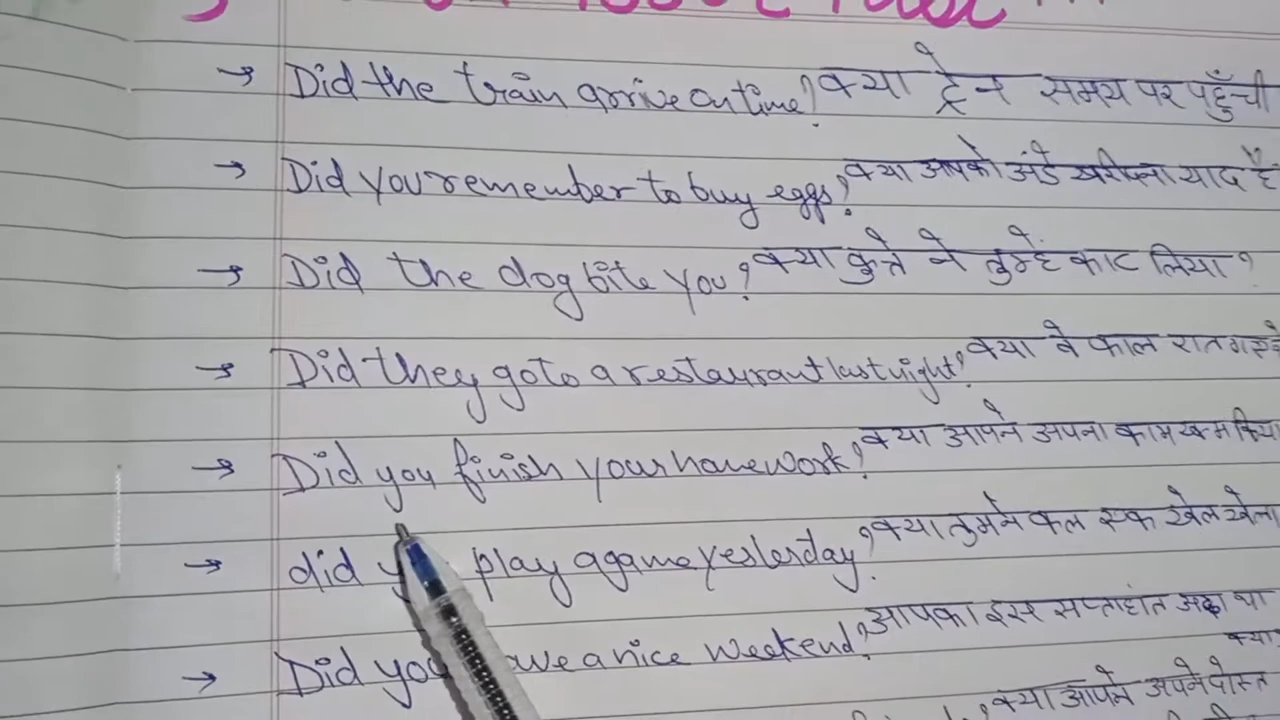 Did the train arrive on time? क्या ट्रेन समय पर पहुँची
Did you remember to buy eggs? क्या आपको अंडे खरीदना याद है
Did the dog bite you? क्या कुत्ते ने तुम्हें काट लिया?
Did they go to a restaurant last night? क्या वे काल रात
Did you finish your homework? क्या आपने अपना काम खत्म किया
did play a game yesterday? क्या तुमने कल एक खेल खेला
Did you a nice weekend? आपका इस सप्ताहांत अच्छा था
क्या
क्या आपने अपने दोस्त